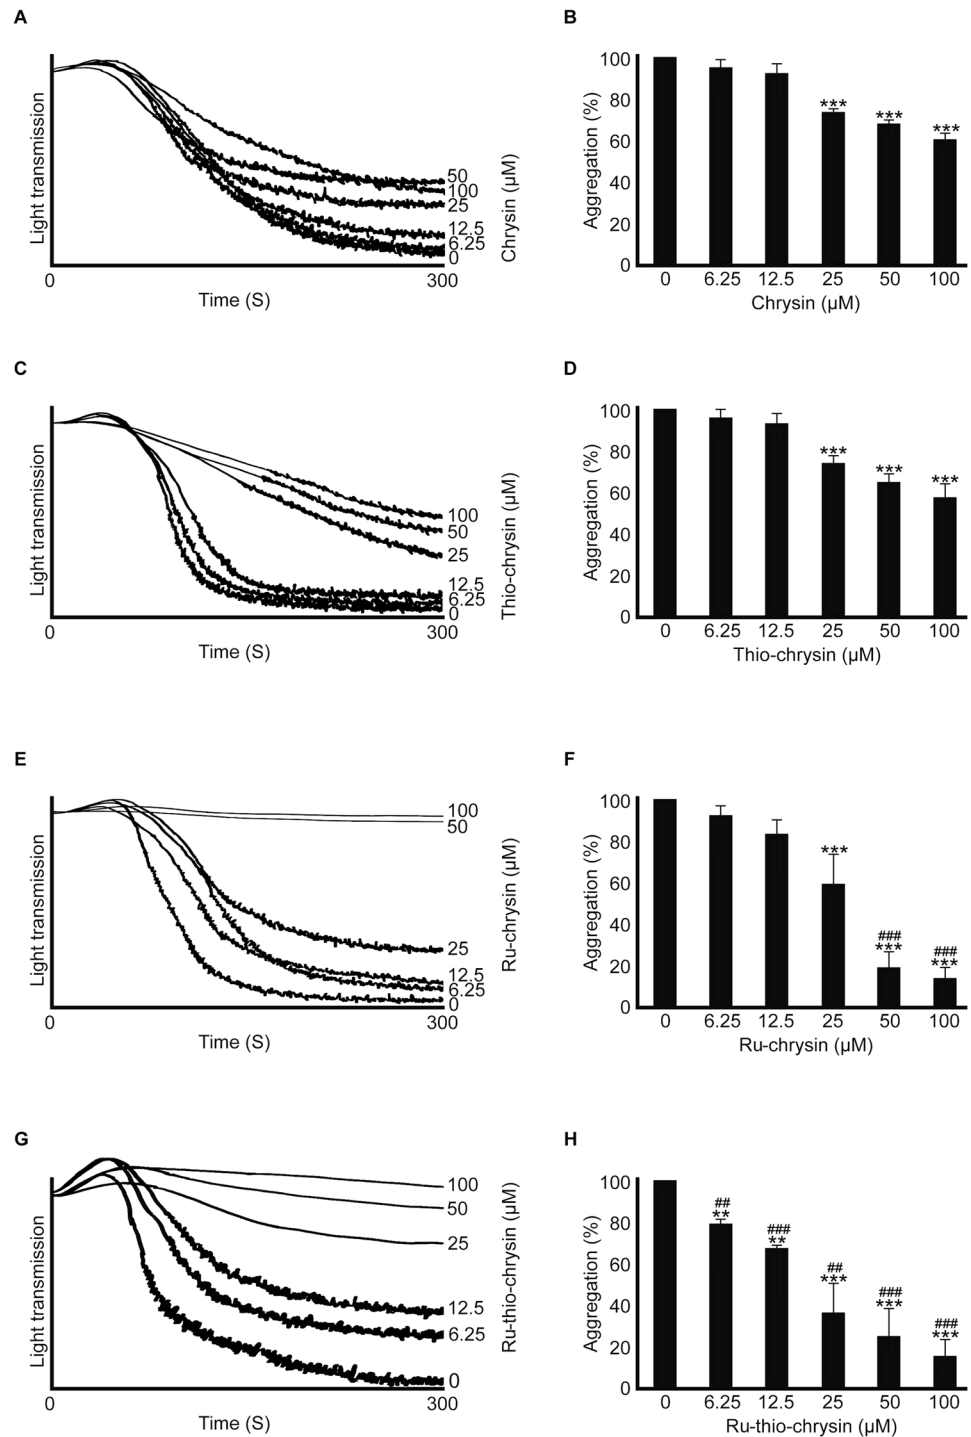 A
Light transmission
50
100
25
12.5
6.25
0
Chrysin (µM)
0
300
Time (S)
B
Aggregation (%)
100
80
60
40
20
0
***
***
***
0 6.25 12.5 25 50 100
Chrysin (µM)
C
Light transmission
100
50
25
12.5
6.25
0
Thio-chrysin (µM)
0
300
Time (S)
D
Aggregation (%)
100
80
60
40
20
0
***
***
***
0 6.25 12.5 25 50 100
Thio-chrysin (µM)
E
Light transmission
100
50
25
12.5
6.25
0
Ru-chrysin (µM)
0
300
Time (S)
F
Aggregation (%)
100
80
60
40
20
0
***
###
***
###
***
0 6.25 12.5 25 50 100
Ru-chrysin (µM)
G
Light transmission
100
50
25
12.5
6.25
0
Ru-thio-chrysin (µM)
0
300
Time (S)
H
Aggregation (%)
100
80
60
40
20
0
##
**
###
**
##
***
###
***
###
***
0 6.25 12.5 25 50 100
Ru-thio-chrysin (µM)